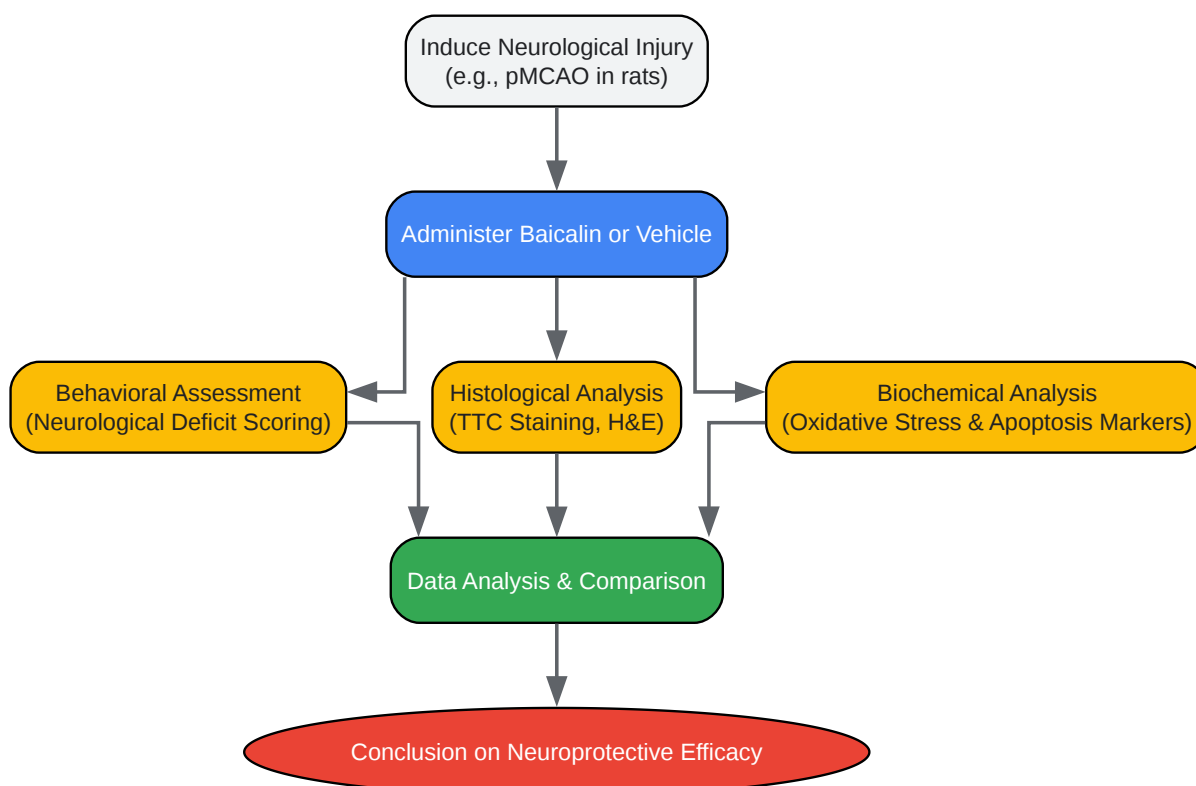 Induce Neurological Injury
(e.g., pMCAO in rats)
Administer Baicalin or Vehicle
Behavioral Assessment
(Neurological Deficit Scoring)
Histological Analysis
(TTC Staining, H&E)
Biochemical Analysis
(Oxidative Stress & Apoptosis Markers)
Data Analysis & Comparison
Conclusion on Neuroprotective Efficacy